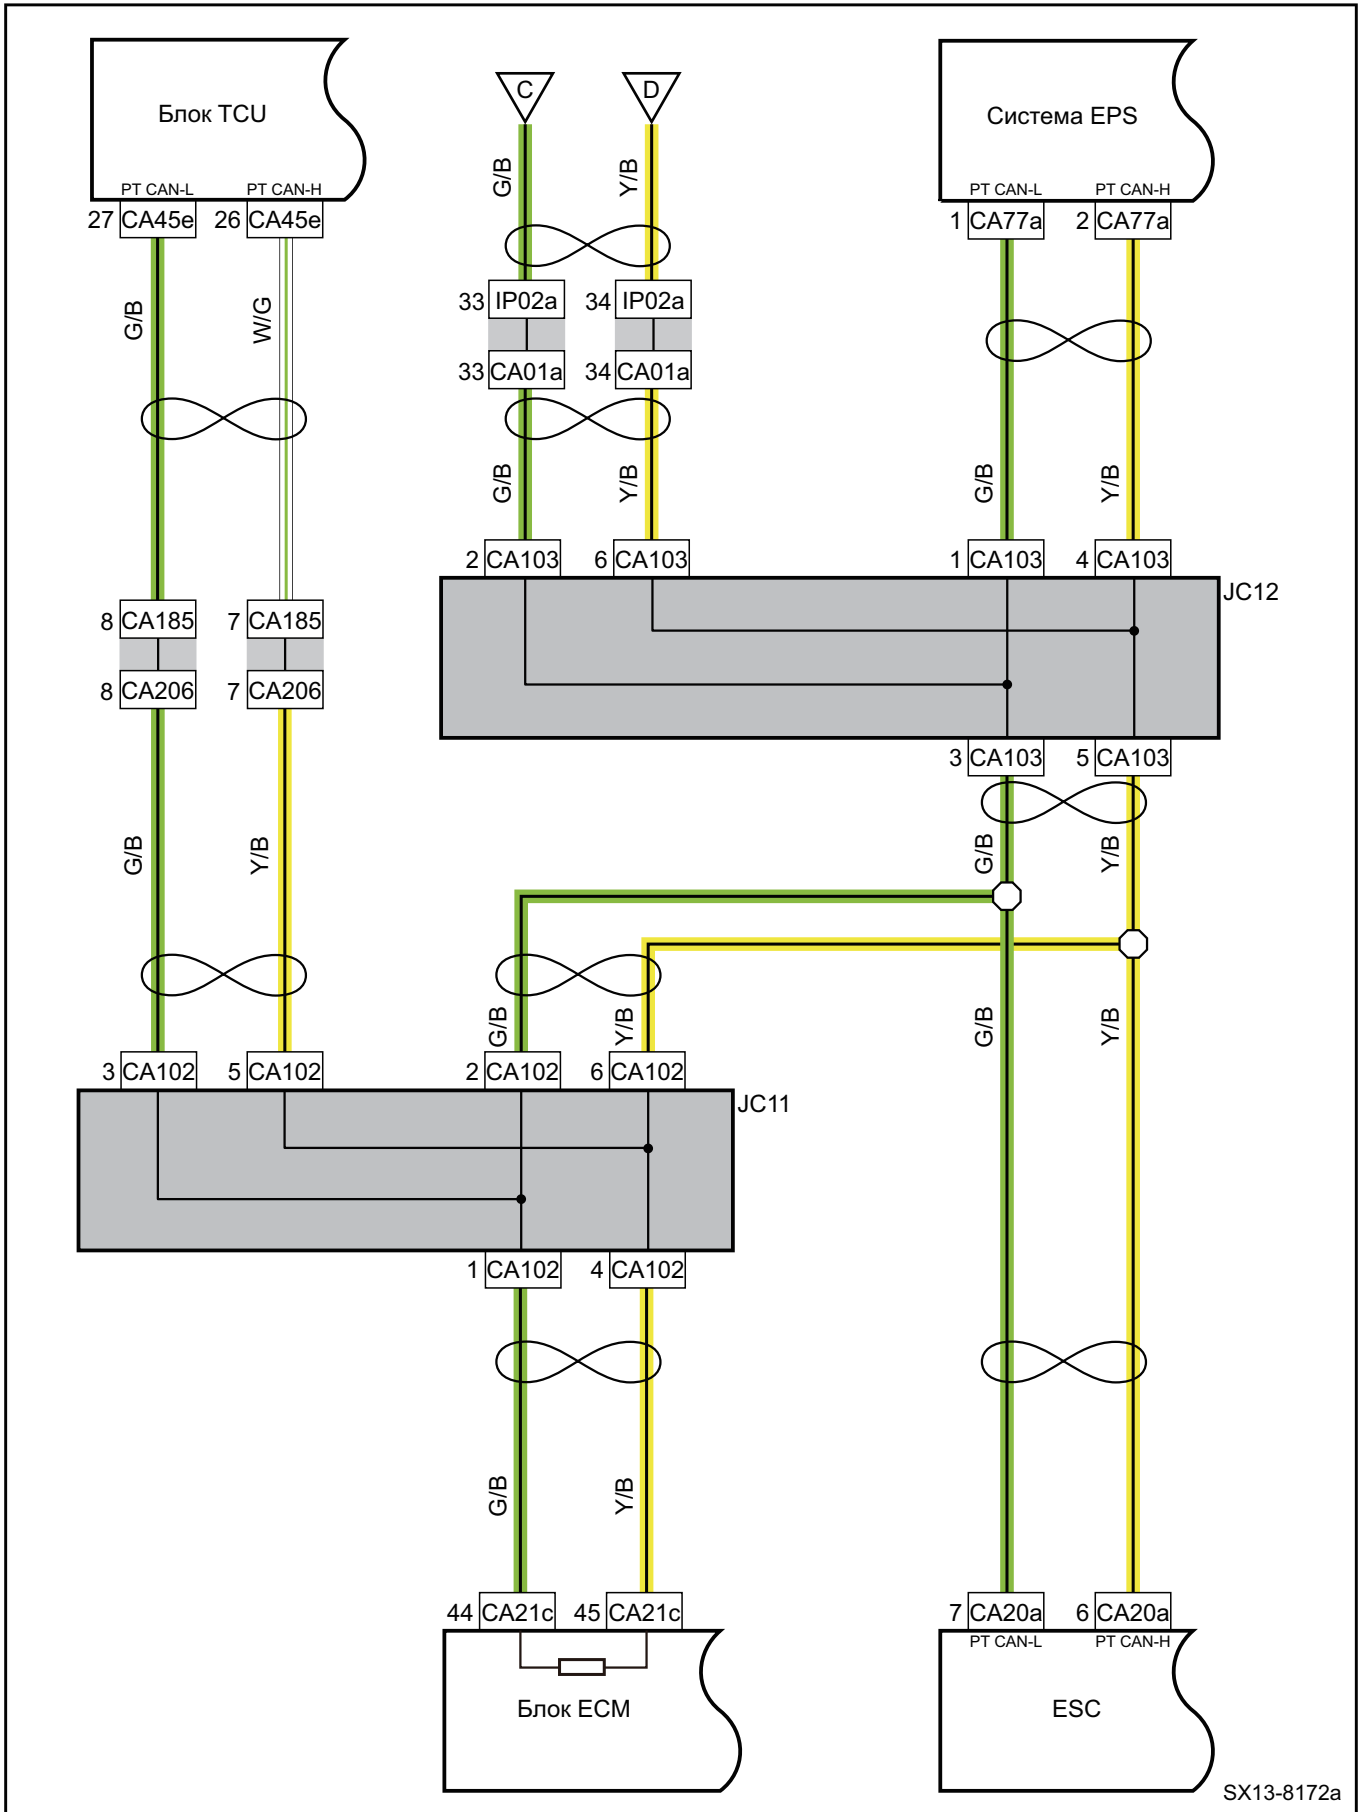 Блок TCU
PT CAN-L PT CAN-H
27 CA45e 26 CA45e
C D
Система EPS
PT CAN-L PT CAN-H
1 CA77a 2 CA77a
G/B Y/B
33 IP02a 34 IP02a
33 CA01a 34 CA01a
G/B W/G
G/B Y/B
G/B Y/B
2 CA103 6 CA103 1 CA103 4 CA103
JC12
8 CA185 7 CA185
8 CA206 7 CA206
3 CA103 5 CA103
G/B Y/B
G/B Y/B
G/B Y/B
G/B Y/B
3 CA102 5 CA102 2 CA102 6 CA102
JC11
1 CA102 4 CA102
G/B Y/B
44 CA21c 45 CA21c
7 CA20a 6 CA20a
PT CAN-L PT CAN-H
Блок ECM
ESC
SX13-8172a